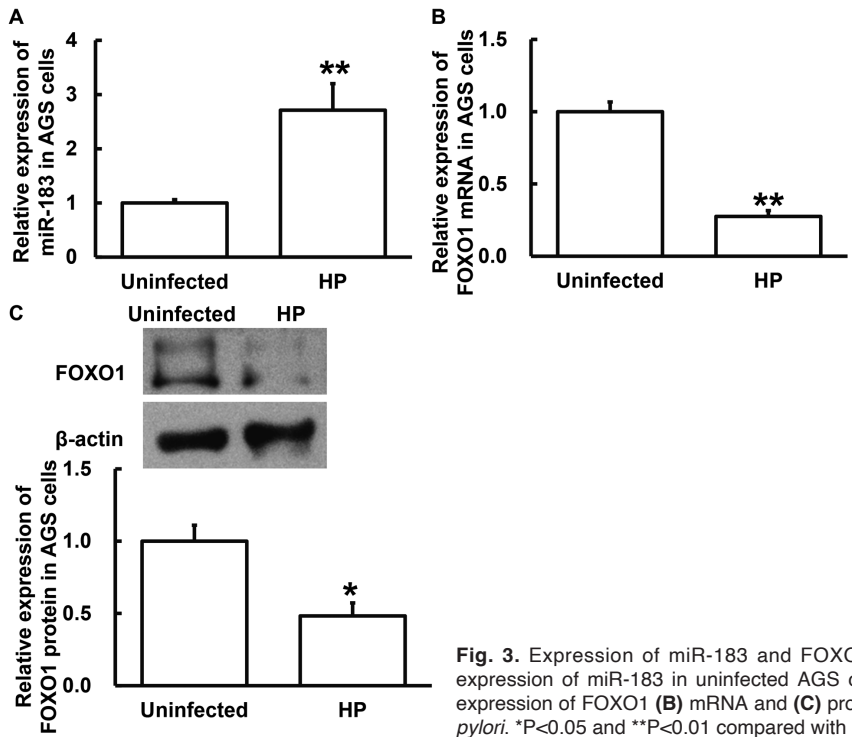 A
Relative expression of
miR-183 in AGS cells
4
3
2
1
0
**
Uninfected HP
B
Relative expression of
FOXO1 mRNA in AGS cells
1.5
1.0
0.5
0.0
**
Uninfected HP
C
Uninfected HP
FOXO1
β-actin
Relative expression of
FOXO1 protein in AGS cells
1.5
1.0
0.5
0.0
*
Uninfected HP
Fig. 3. Expression of miR-183 and FOXO
expression of miR-183 in uninfected AGS
expression of FOXO1 (B) mRNA and (C)
pylori. *P<0.05 and **P<0.01 compared with